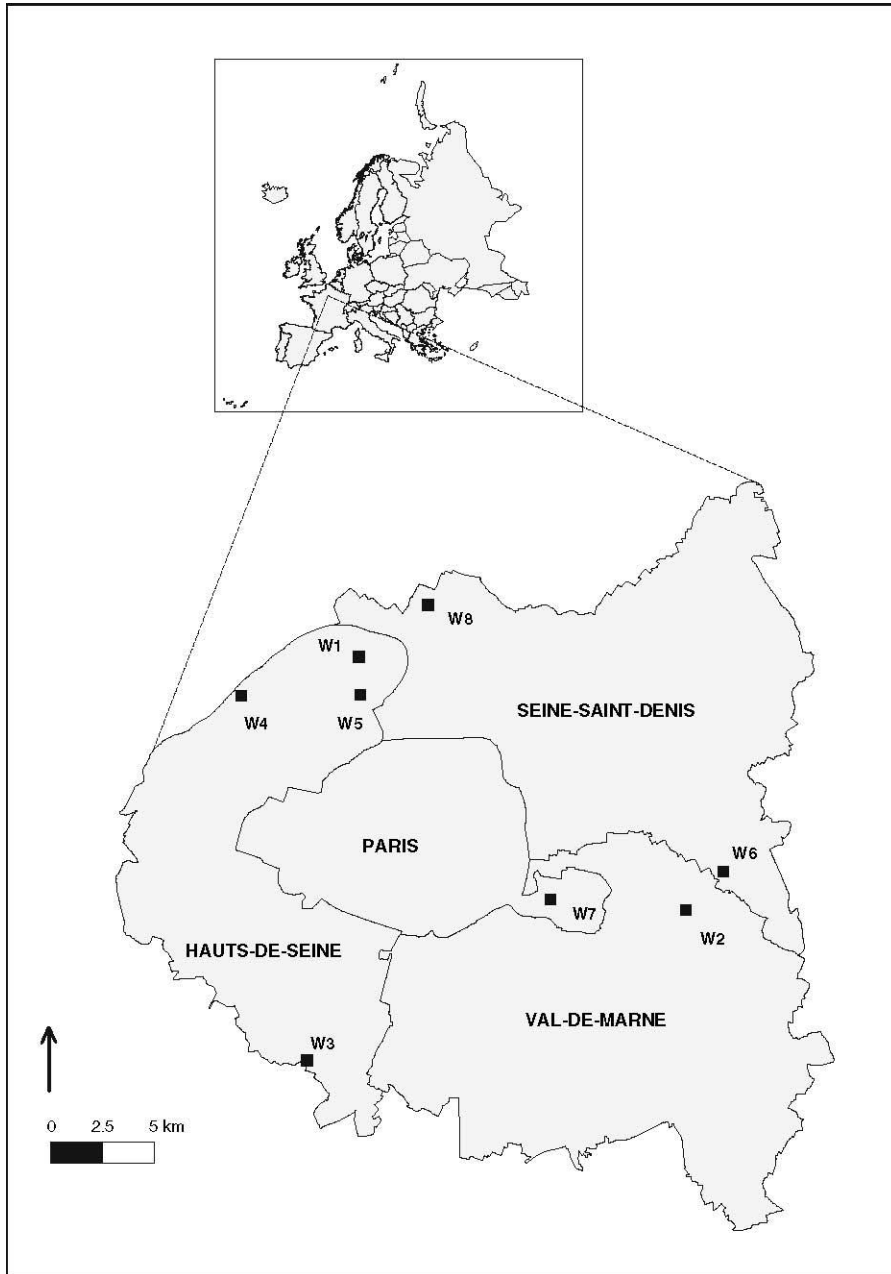 W8
W1
W4
W5
SEINE-SAINT-DENIS
PARIS
W6
W7
W2
HAUTS-DE-SEINE
VAL-DE-MARNE
W3
0 2.5 5 km